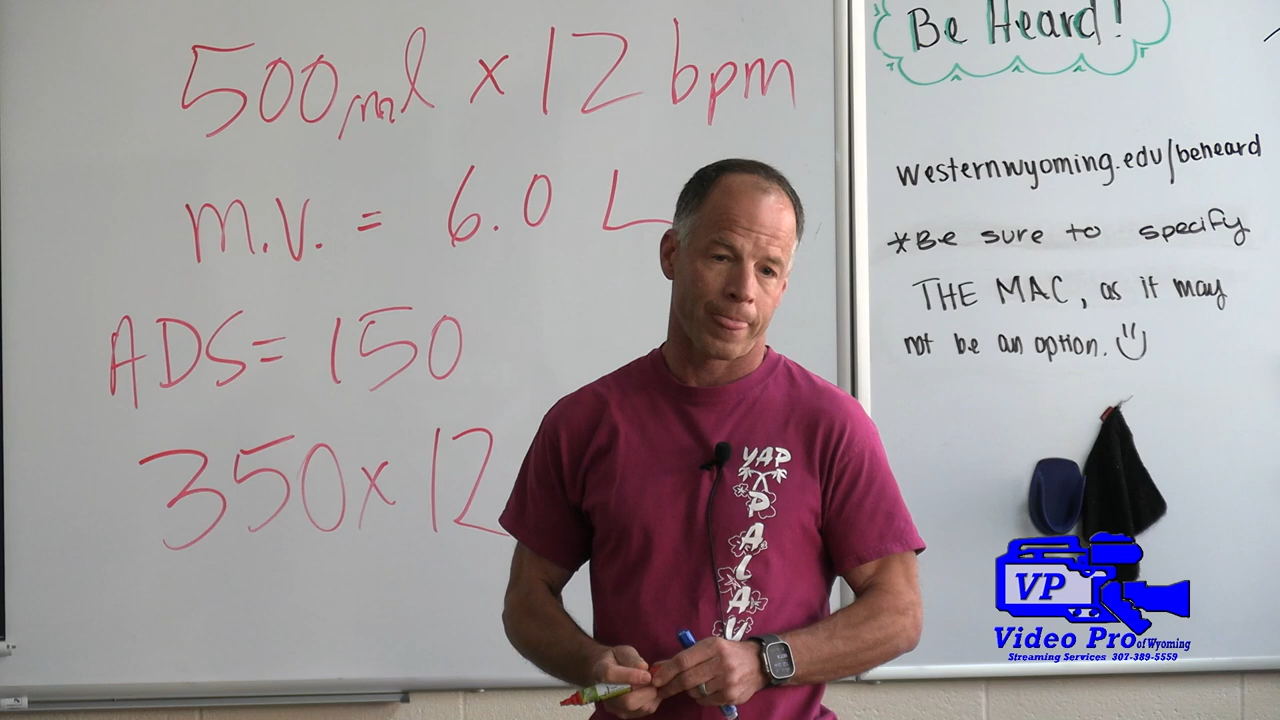 500ml x 12 bpm
m.v. = 6.0 L
ADS= 150
350x 12
Be Heard!
westernwyoming.edu/beheard
*Be sure to specify
THE MAC, as it may
not be an option.
YAP
PALAU
VP
Video Pro of Wyoming
Streaming Services 307-389-5559